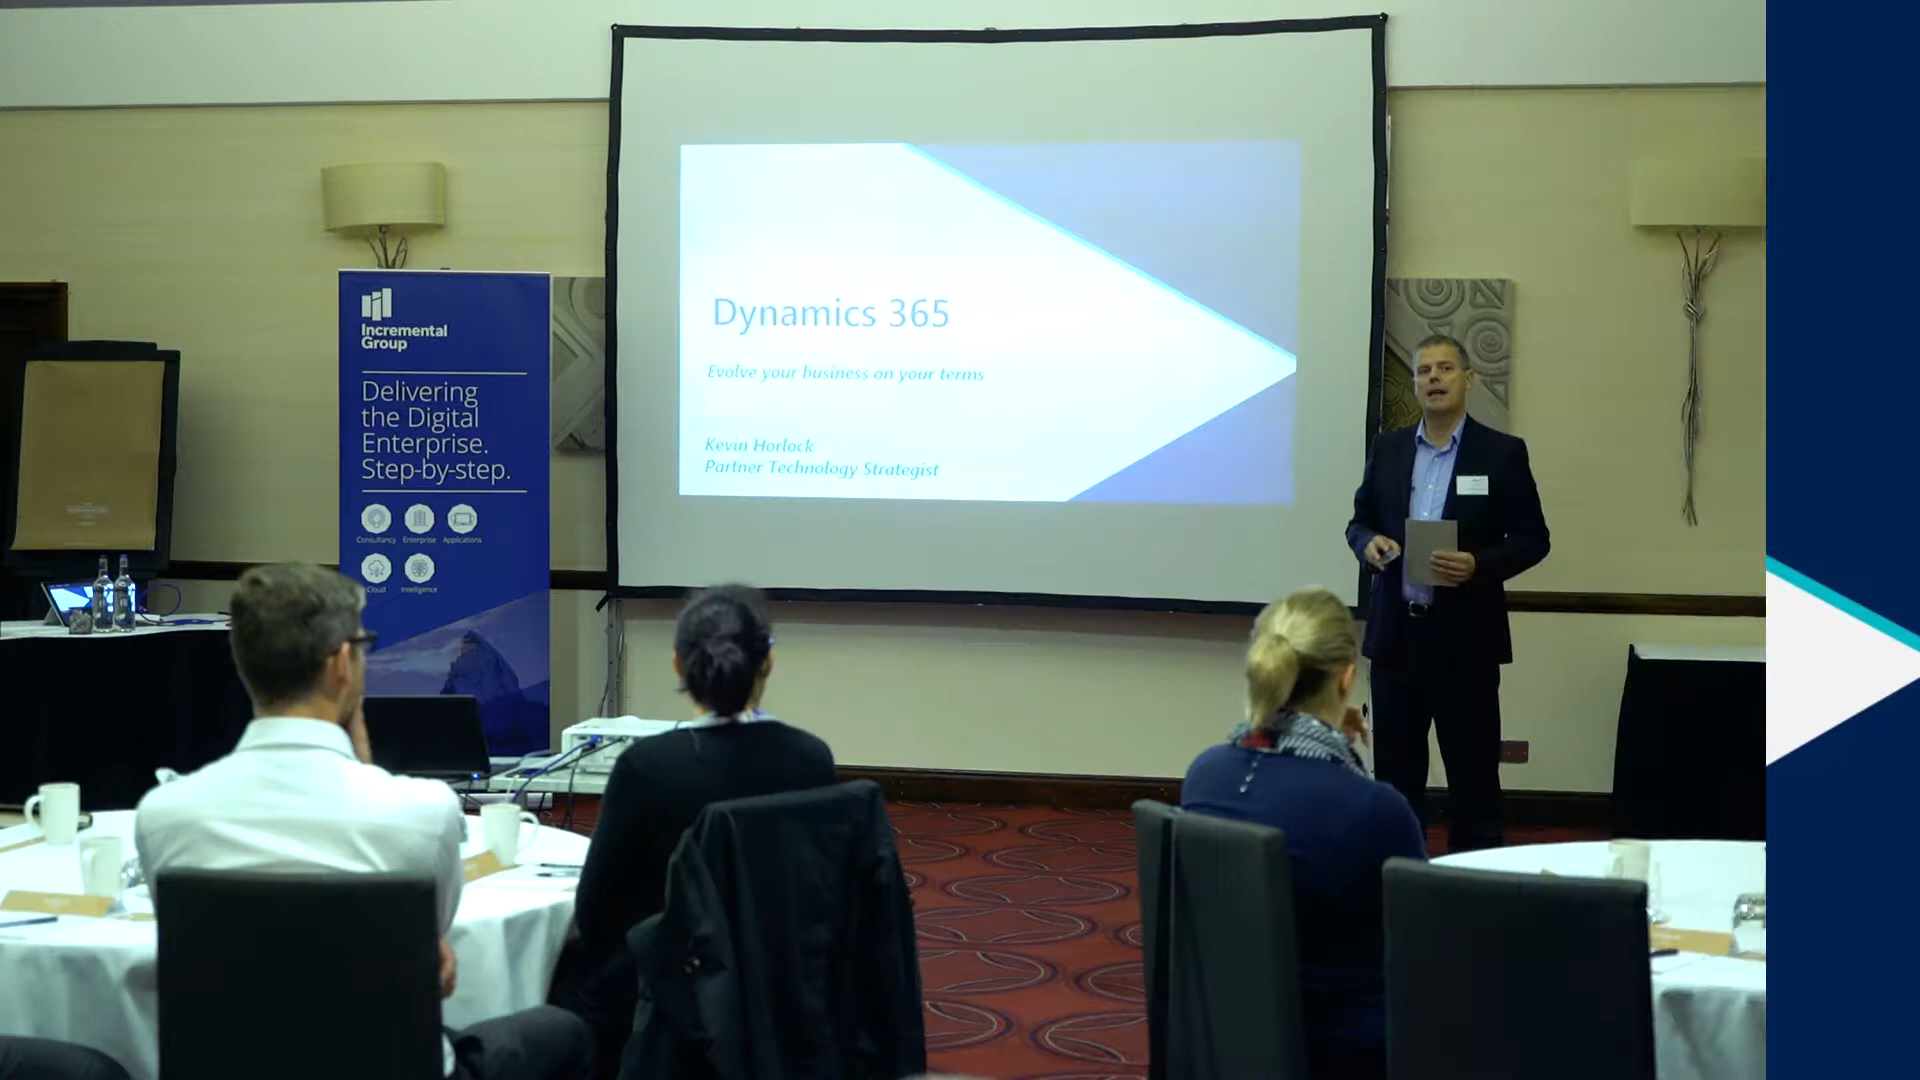 Incremental
Group
Delivering
the Digital
Enterprise.
Step-by-step.
Consultancy
Enterprise
Applications
Cloud
Intelligence
Dynamics 365
Evolve your business on your terms
Kevin Horlock
Partner Technology Strategist